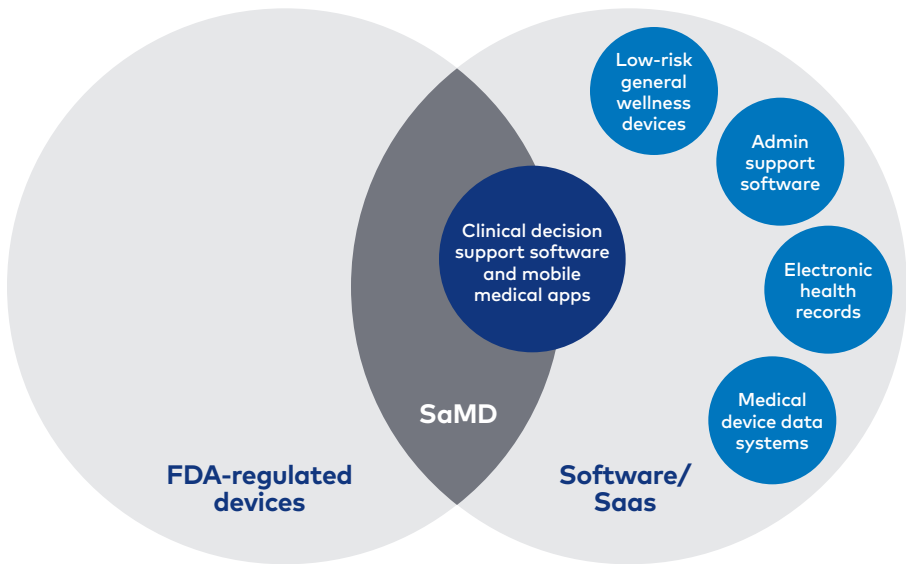 Low-risk
general
wellness
devices
Admin
support
software
Clinical decision
support software
and mobile
medical apps
Electronic
health
records
Medical
device data
systems
SaMD
FDA-regulated
devices
Software/
Saas